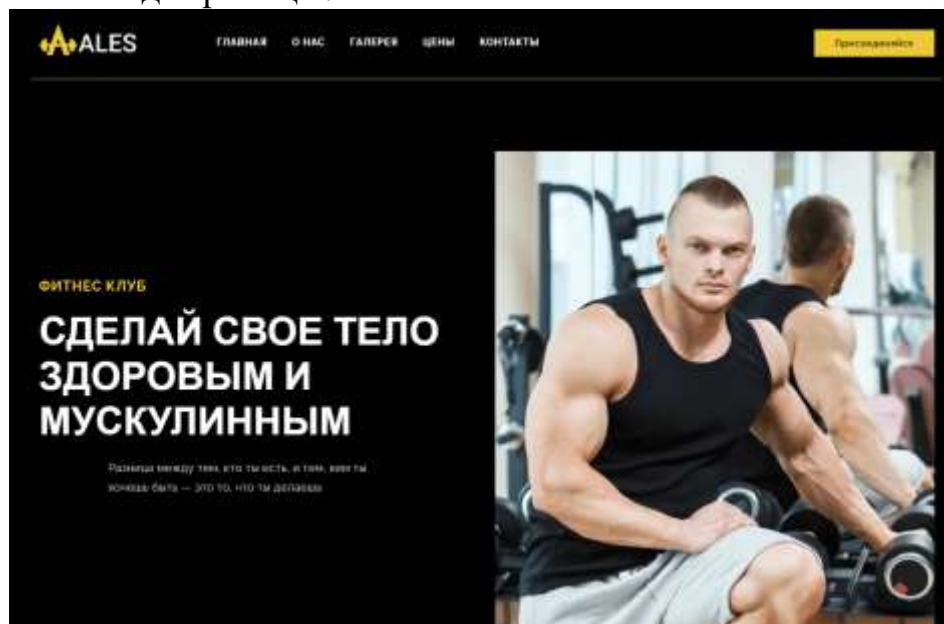 ALES
ГЛАВНАЯ О НАС ГАЛЕРЕЯ ЦЕНЫ КОНТАКТЫ
Присоединяйся
ФИТНЕС КЛУБ
СДЕЛАЙ СВОЕ ТЕЛО
ЗДОРОВЫМ И
МУСКУЛИННЫМ
Разница между тем, кто ты есть, и тем, кем ты
хочешь быть — это то, что ты делаешь